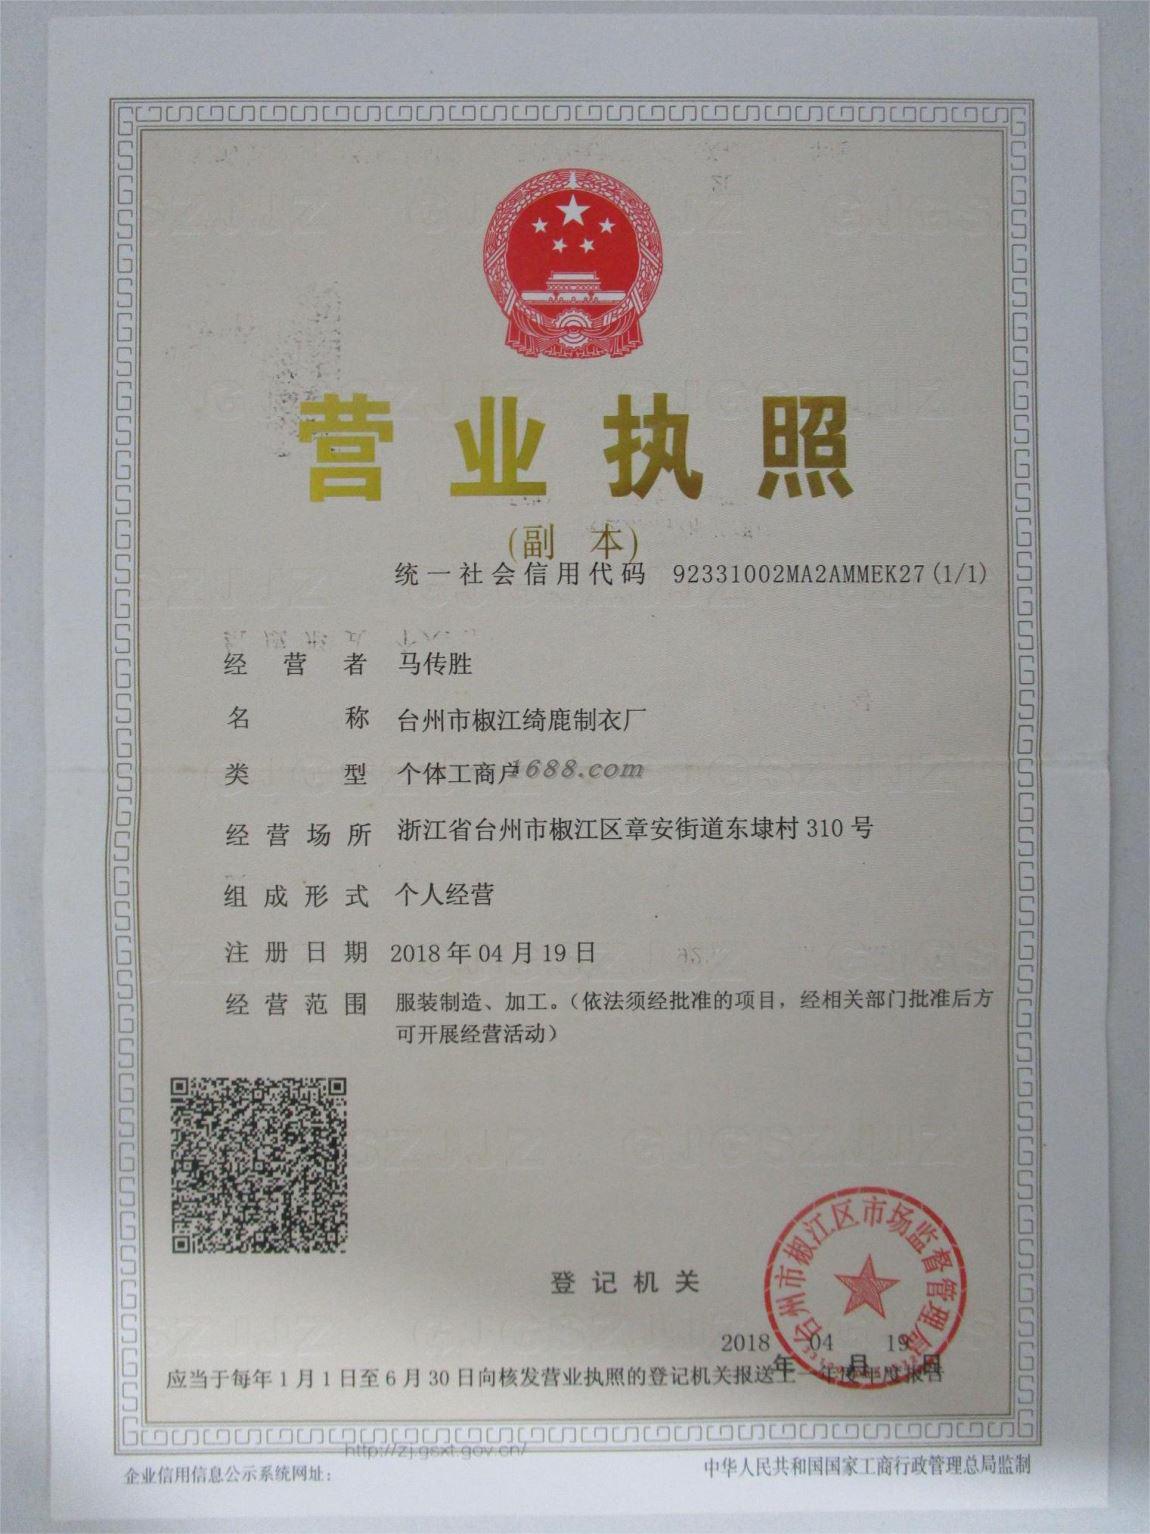 营业执照
(副 本)
统一社会信用代码 92331002MA2AMMEK27(1/1)
经营者 马传胜
名称 台州市椒江绮鹿制衣厂
类型 个体工商户
1688.com
经营场所 浙江省台州市椒江区章安街道东埭村310号
组成形式 个人经营
注册日期 2018年04月19日
经营范围 服装制造、加工。（依法须经批准的项目，经相关部门批准后方
可开展经营活动）
台州市椒江区市场监督管理局
登记机关
2018 年 04 月 19 日
应当于每年1月1日至6月30日向核发营业执照的登记机关报送上一年度年度报告
http://zj.gsxt.gov.cn/
企业信用信息公示系统网址：
中华人民共和国国家工商行政管理总局监制